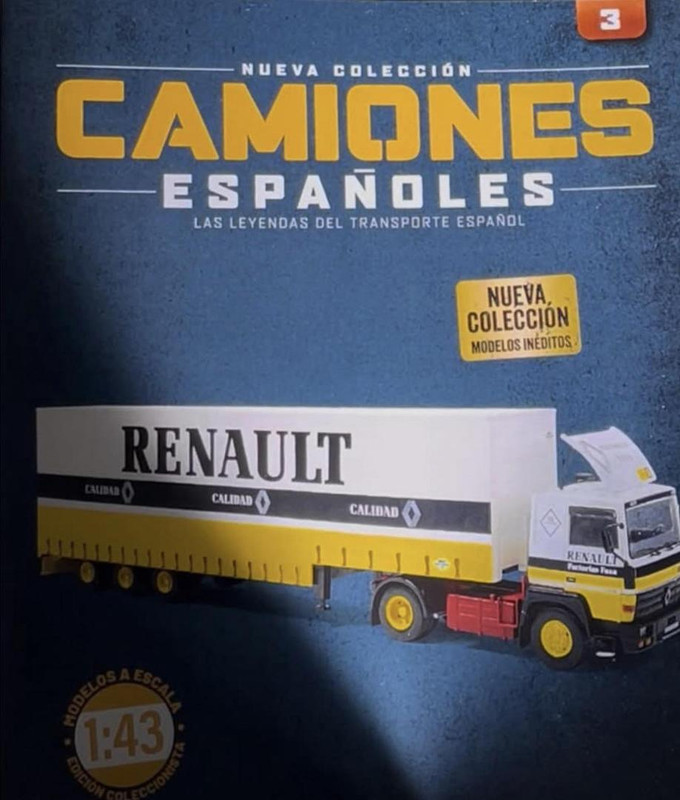 3
NUEVA COLECCIÓN
CAMIONES
ESPAÑOLES
LAS LEYENDAS DEL TRANSPORTE ESPAÑOL
NUEVA
COLECCIÓN
MODELOS INÉDITOS
RENAULT
CALIDAD
CALIDAD
CALIDAD
RENAULT
MODELOS A ESCALA
1:43
EDICIÓN COLECCIONISTA